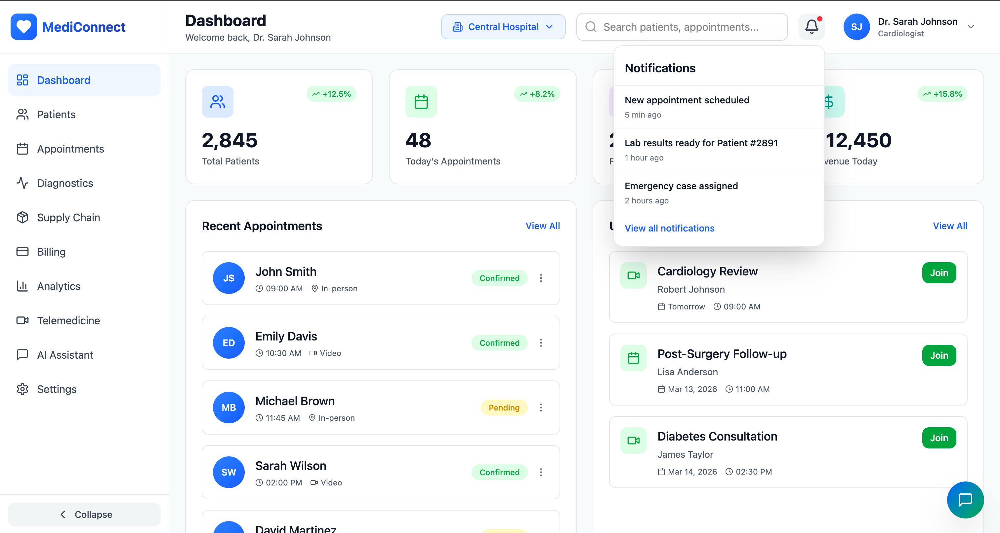 MediConnect
Dashboard
Patients
Appointments
Diagnostics
Supply Chain
Billing
Analytics
Telemedicine
AI Assistant
Settings
Collapse
Dashboard
Welcome back, Dr. Sarah Johnson
Central Hospital
Search patients, appointments...
SJ
Dr. Sarah Johnson
Cardiologist
Notifications
New appointment scheduled
5 min ago
Lab results ready for Patient #2891
1 hour ago
Emergency case assigned
2 hours ago
View all notifications
+12.5%
2,845
Total Patients
+8.2%
48
Today's Appointments
+15.8%
12,450
Today
Recent Appointments
View All
JS
John Smith
09:00 AM In-person
Confirmed
ED
Emily Davis
10:30 AM Video
Confirmed
MB
Michael Brown
11:45 AM In-person
Pending
SW
Sarah Wilson
02:00 PM Video
Confirmed
David Martinez
View All
Cardiology Review
Robert Johnson
Tomorrow 09:00 AM
Join
Post-Surgery Follow-up
Lisa Anderson
Mar 13, 2026 11:00 AM
Join
Diabetes Consultation
James Taylor
Mar 14, 2026 02:30 PM
Join